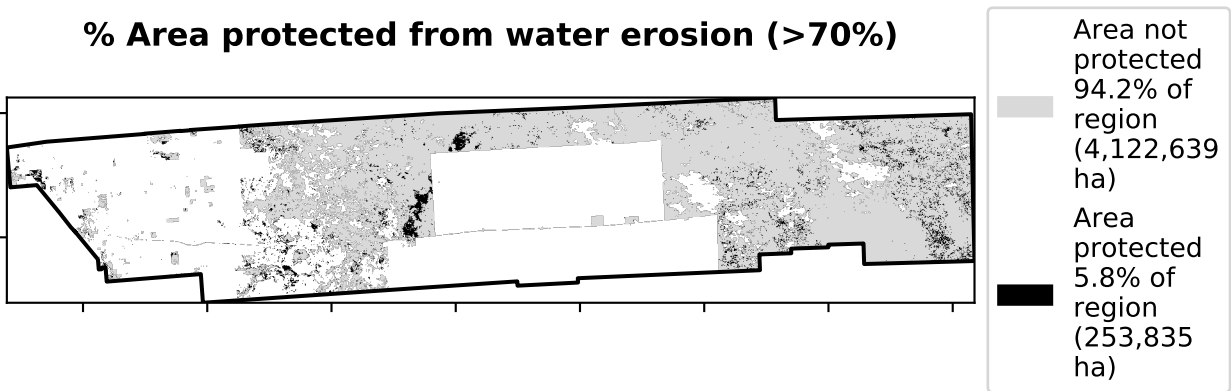 % Area protected from water erosion (>70%)
Area not
protected
94.2% of
region
(4,122,639
ha)
Area
protected
5.8% of
region
(253,835
ha)